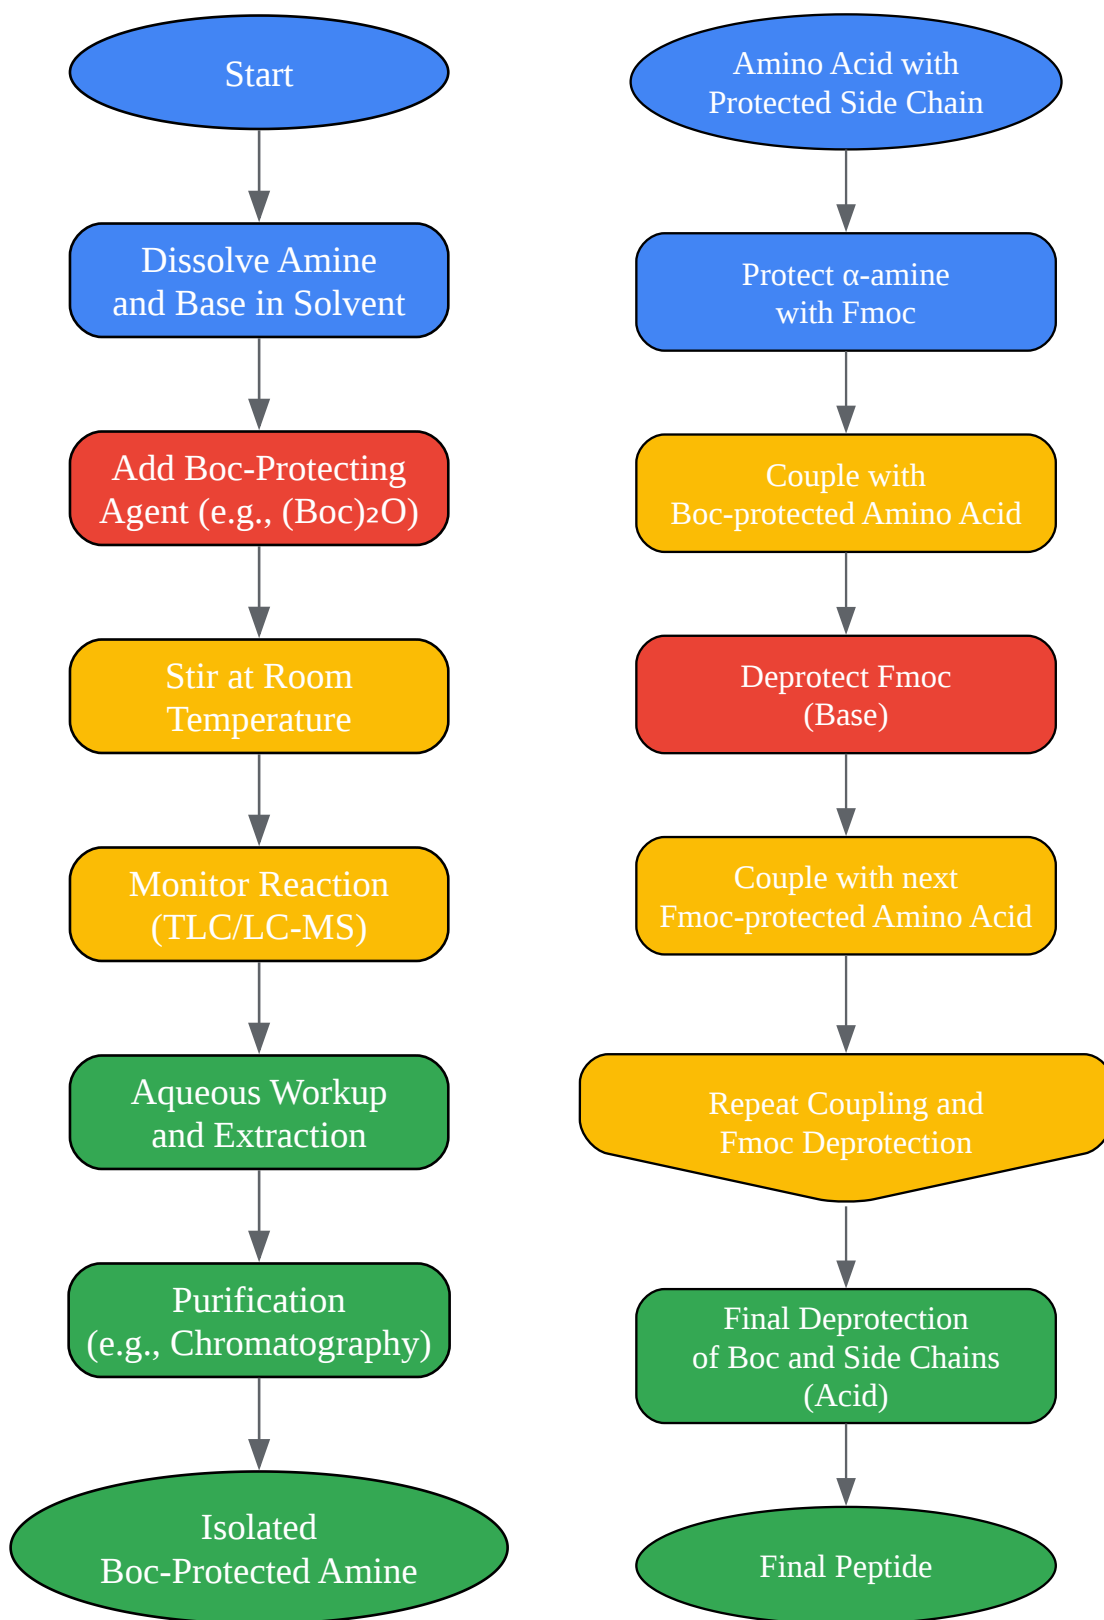 Start
Dissolve Amine
and Base in Solvent
Add Boc-Protecting
Agent (e.g., (Boc)₂O)
Stir at Room
Temperature
Monitor Reaction
(TLC/LC-MS)
Aqueous Workup
and Extraction
Purification
(e.g., Chromatography)
Isolated
Boc-Protected Amine
Amino Acid with
Protected Side Chain
Protect α-amine
with Fmoc
Couple with
Boc-protected Amino Acid
Deprotect Fmoc
(Base)
Couple with next
Fmoc-protected Amino Acid
Repeat Coupling and
Fmoc Deprotection
Final Deprotection
of Boc and Side Chains
(Acid)
Final Peptide